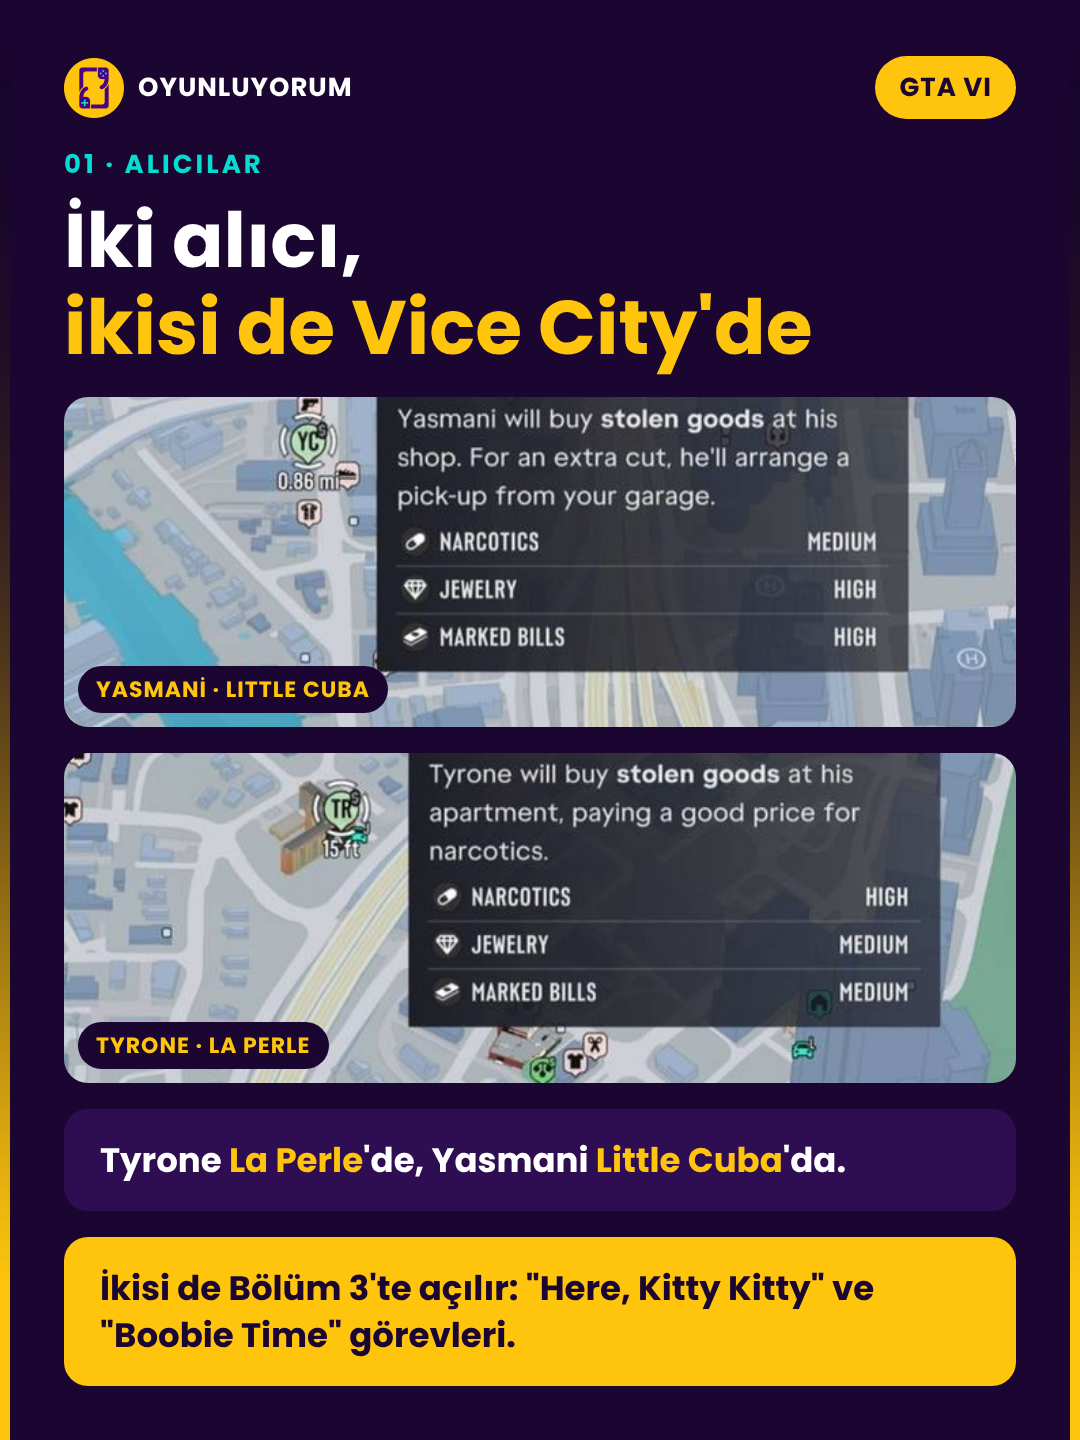 OYUNLUYORUM
GTA VI
01 · ALICILAR
İki alıcı,
ikisi de Vice City'de
Yasmani will buy stolen goods at his
shop. For an extra cut, he'll arrange a
pick-up from your garage.
YC
0.86 mi
NARCOTICS MEDIUM
JEWELRY HIGH
MARKED BILLS HIGH
H
H
YASMANİ · LITTLE CUBA
Tyrone will buy stolen goods at his
apartment, paying a good price for
narcotics.
TR
15 ft
NARCOTICS HIGH
JEWELRY MEDIUM
MARKED BILLS MEDIUM
TYRONE · LA PERLE
Tyrone La Perle'de, Yasmani Little Cuba'da.
İkisi de Bölüm 3'te açılır: "Here, Kitty Kitty" ve
"Boobie Time" görevleri.